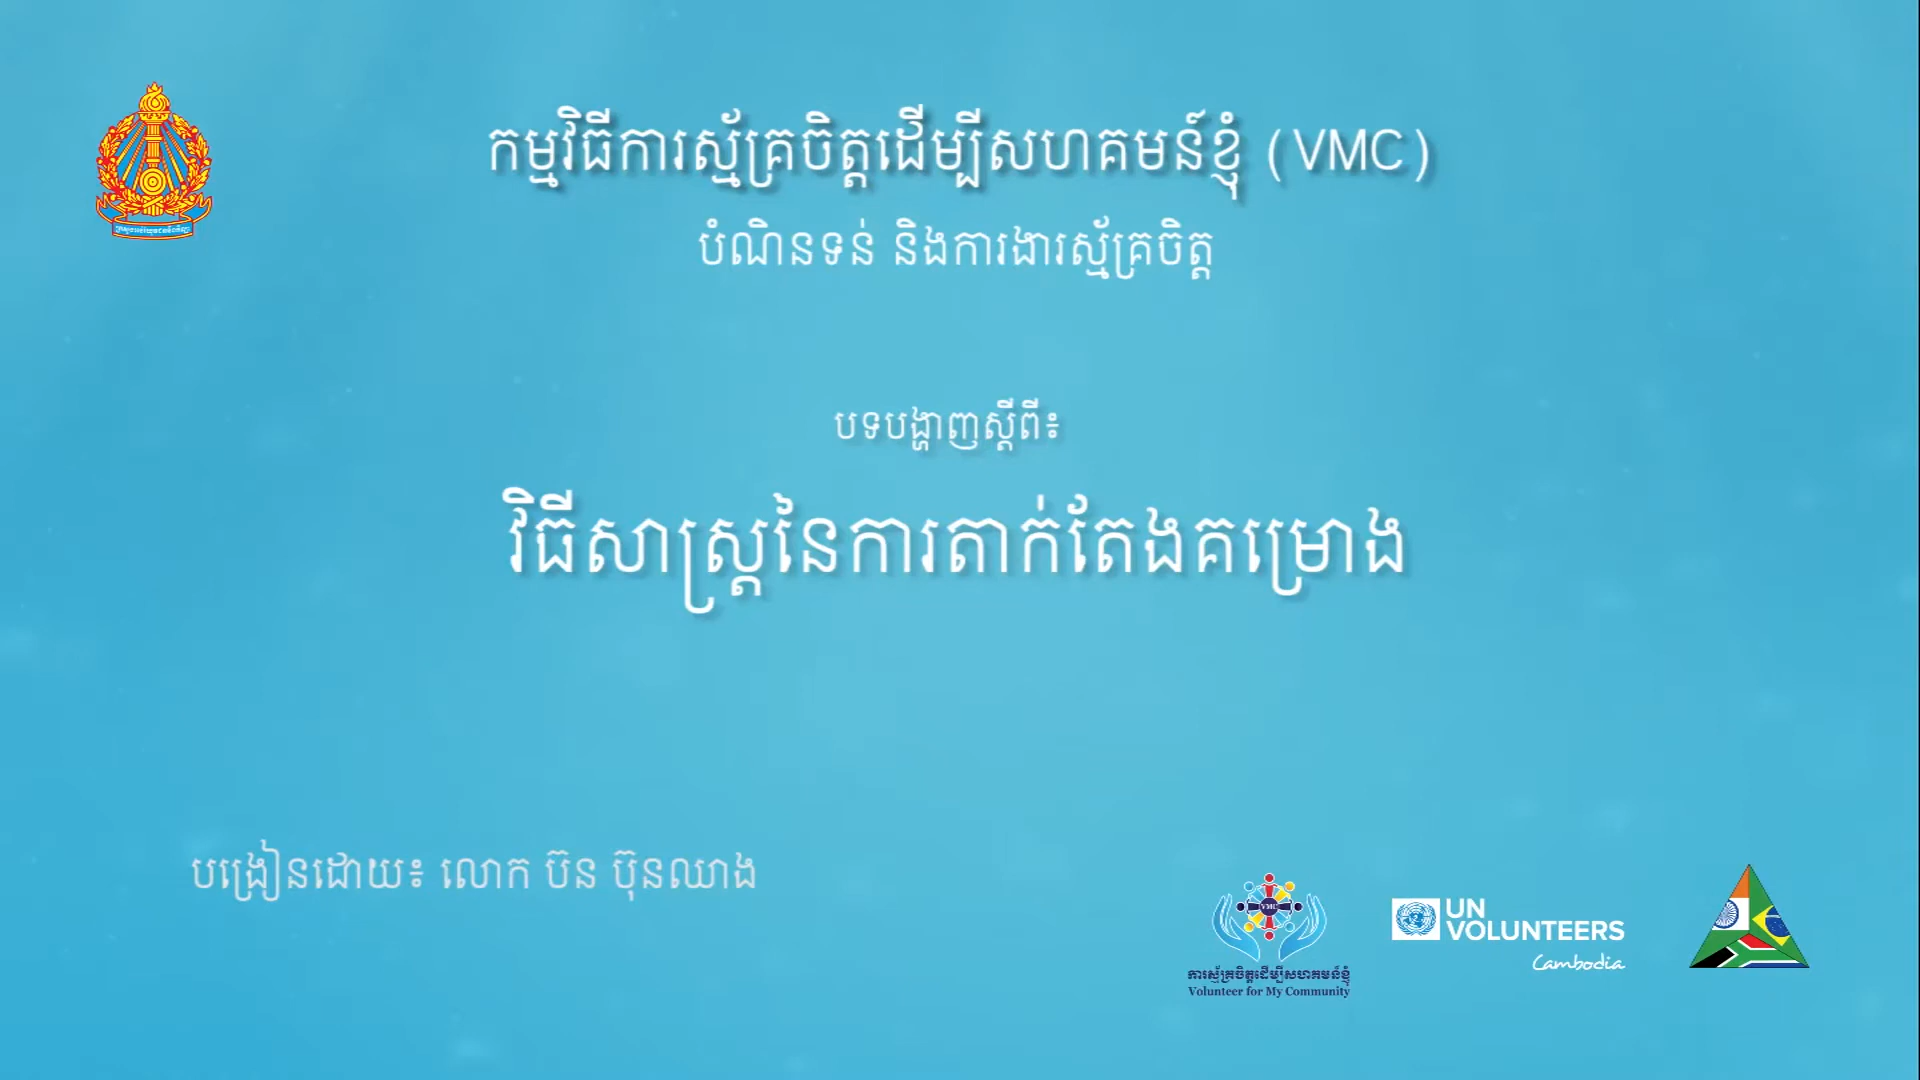 កម្មវិធីការស្ម័គ្រចិត្តដើម្បីសហគមន៍ខ្ញុំ (VMC)
បំណិនទន់ និងការងារស្ម័គ្រចិត្ត
បទបង្ហាញស្តីពី៖
វិធីសាស្ត្រនៃការតាក់តែងគម្រោង
បង្រៀនដោយ៖ លោក ប៊ន ប៊ុនឈាង
VMC
ការស្ម័គ្រចិត្តដើម្បីសហគមន៍ខ្ញុំ
Volunteer for My Community
UN
VOLUNTEERS
Cambodia